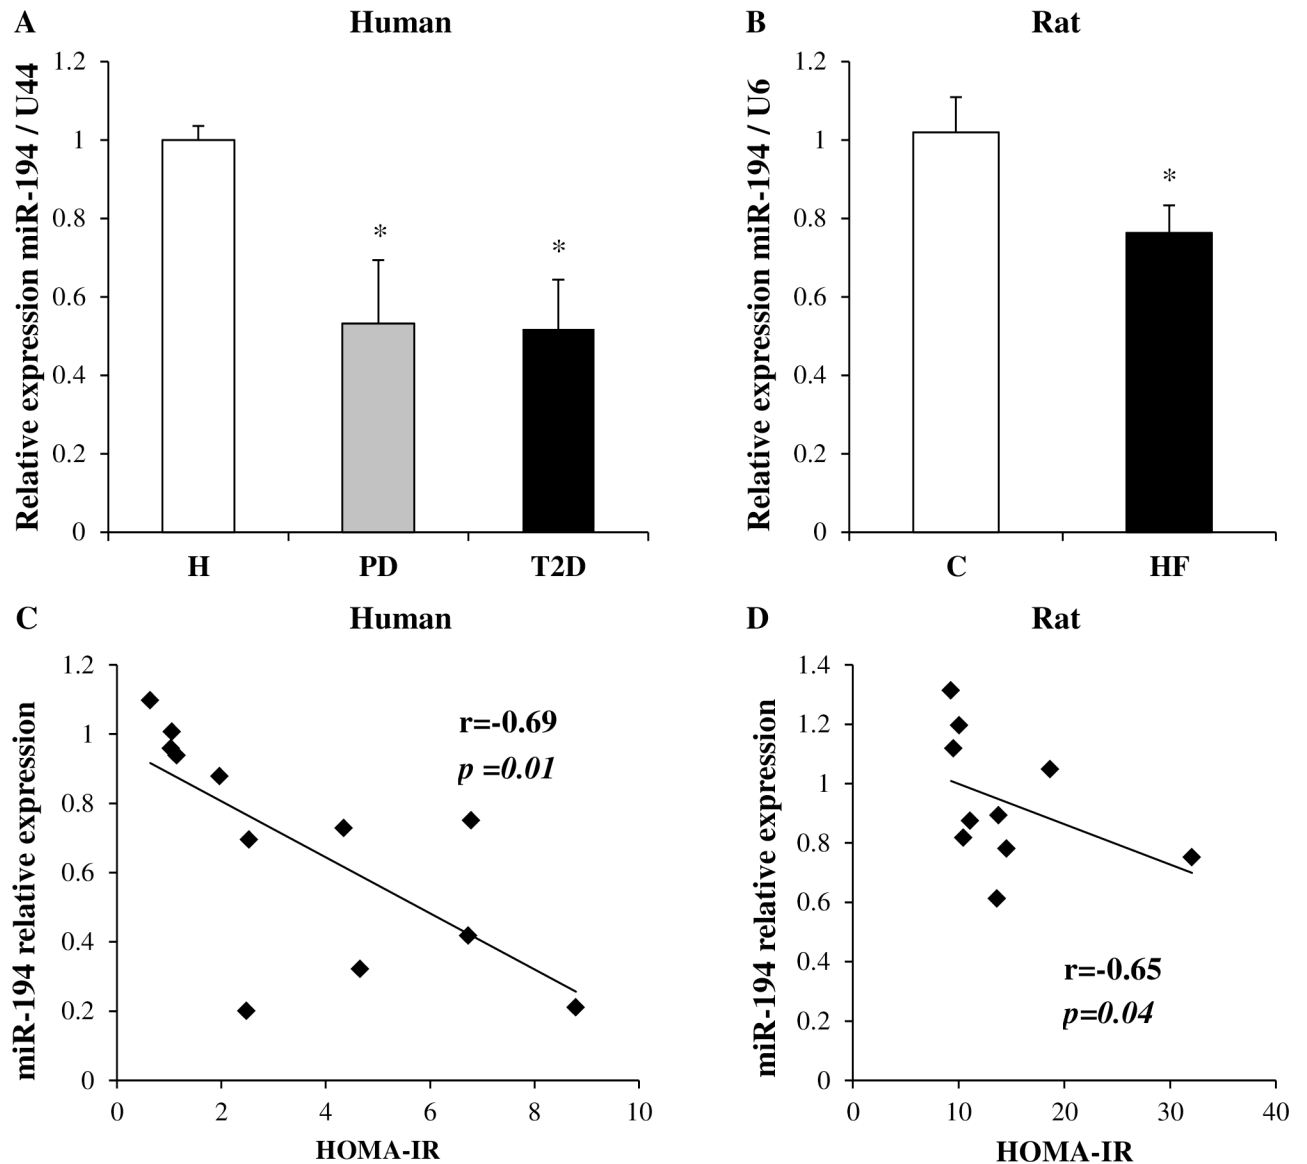 A
Human
Relative expression miR-194 / U44
1.2
1
0.8
0.6
0.4
0.2
0
*
*
H
PD
T2D
B
Rat
Relative expression miR-194 / U6
1.2
1
0.8
0.6
0.4
0.2
0
*
C
HF
C
Human
miR-194 relative expression
1.2
1
0.8
0.6
0.4
0.2
0
r=-0.69
p =0.01
0 2 4 6 8 10
HOMA-IR
D
Rat
miR-194 relative expression
1.4
1.2
1
0.8
0.6
0.4
0.2
0
r=-0.65
p=0.04
0 10 20 30 40
HOMA-IR